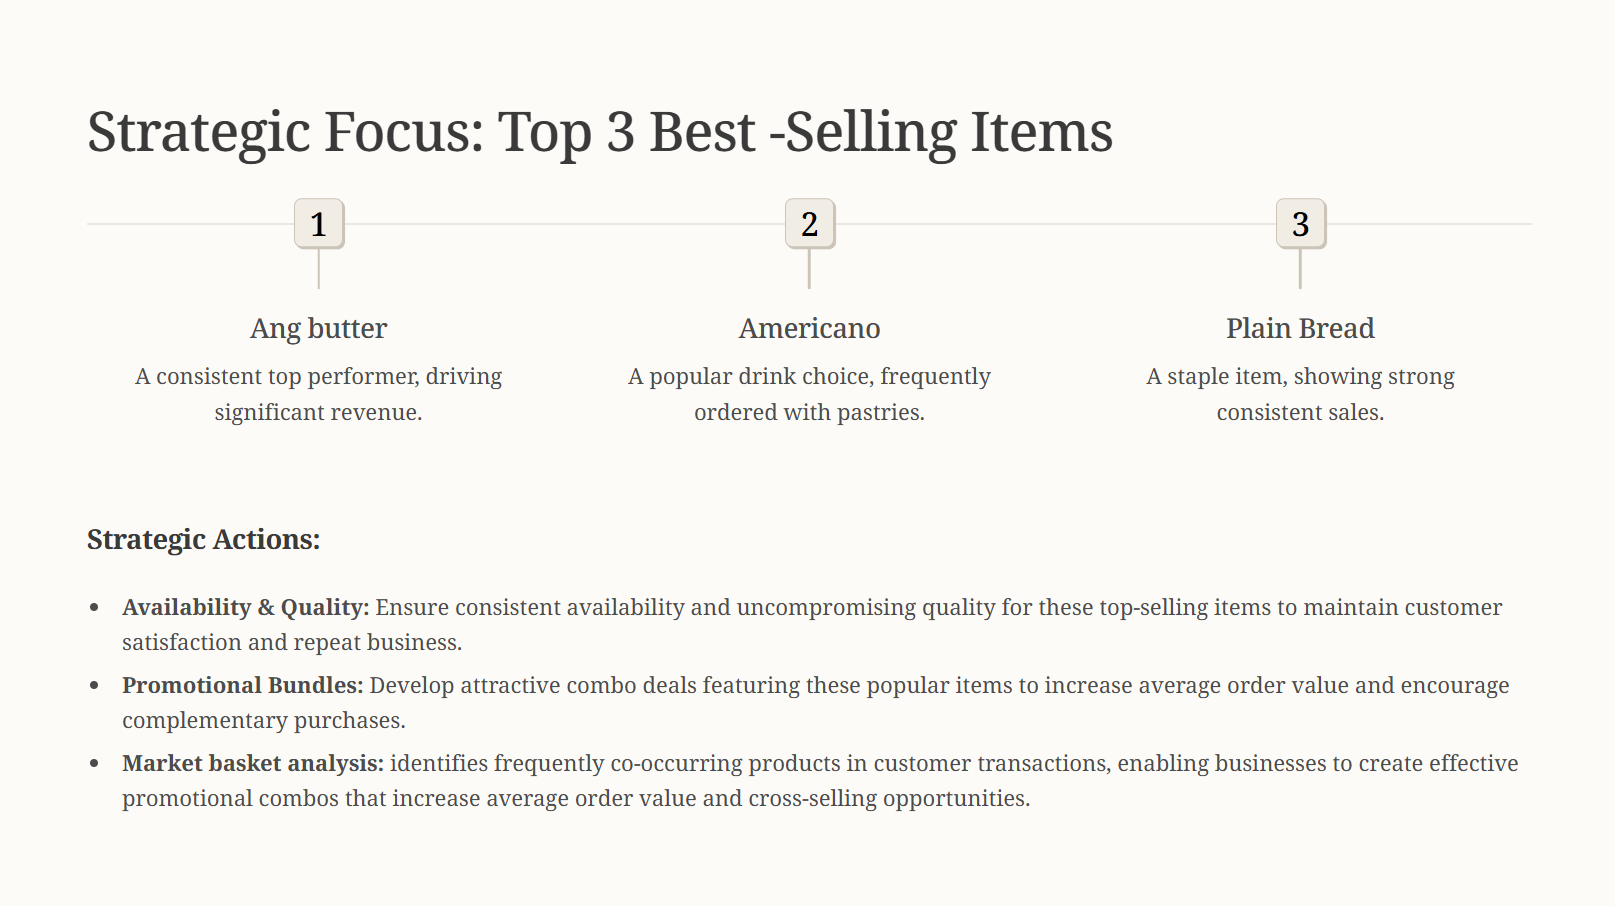 Strategic Focus: Top 3 Best -Selling Items
1
2
3
Ang butter
A consistent top performer, driving
significant revenue.
Americano
A popular drink choice, frequently
ordered with pastries.
Plain Bread
A staple item, showing strong
consistent sales.
Strategic Actions:
• Availability & Quality: Ensure consistent availability and uncompromising quality for these top-selling items to maintain customer
satisfaction and repeat business.
• Promotional Bundles: Develop attractive combo deals featuring these popular items to increase average order value and encourage
complementary purchases.
• Market basket analysis: identifies frequently co-occurring products in customer transactions, enabling businesses to create effective
promotional combos that increase average order value and cross-selling opportunities.